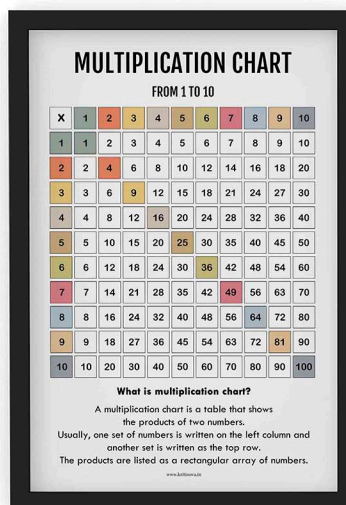 MULTIPLICATION CHART
FROM 1 TO 10
X 1 2 3 4 5 6 7 8 9 10
1 1 2 3 4 5 6 7 8 9 10
2 2 4 6 8 10 12 14 16 18 20
3 3 6 9 12 15 18 21 24 27 30
4 4 8 12 16 20 24 28 32 36 40
5 5 10 15 20 25 30 35 40 45 50
6 6 12 18 24 30 36 42 48 54 60
7 7 14 21 28 35 42 49 56 63 70
8 8 16 24 32 40 48 56 64 72 80
9 9 18 27 36 45 54 63 72 81 90
10 10 20 30 40 50 60 70 80 90 100
What is multiplication chart?
A multiplication chart is a table that shows
the products of two numbers.
Usually, one set of numbers is written on the left column and
another set is written as the top row.
The products are listed as a rectangular array of numbers.